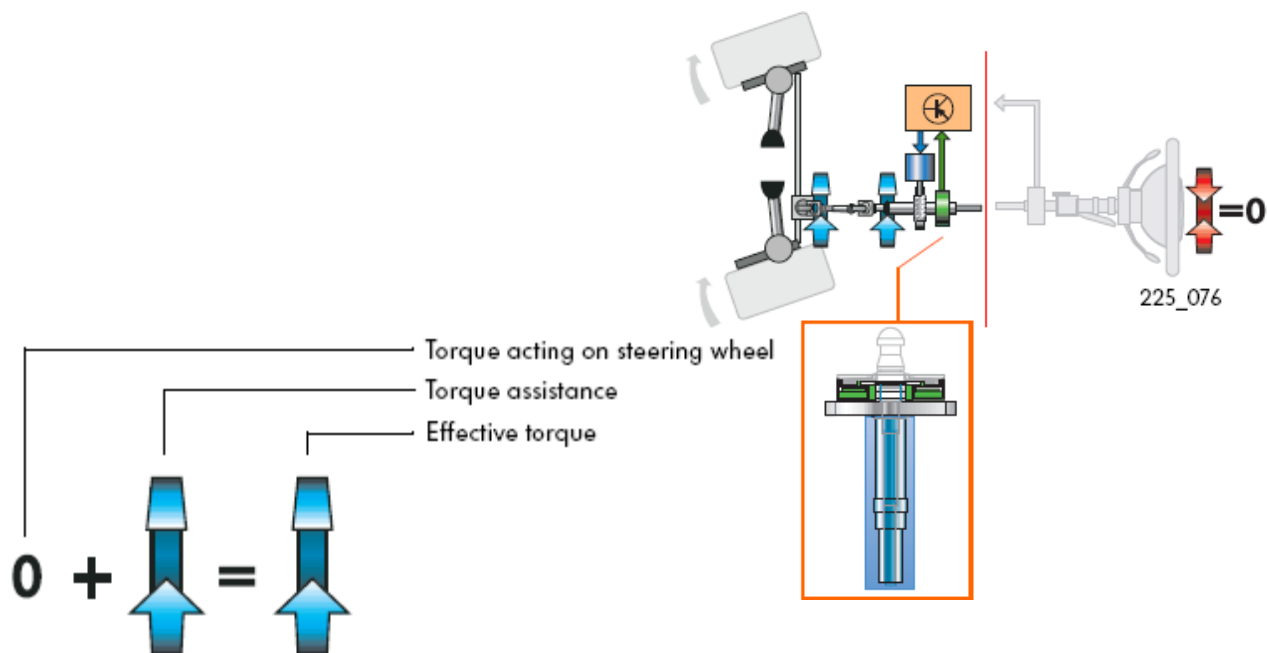 =0
225_076
Torque acting on steering wheel
Torque assistance
Effective torque
0 + =